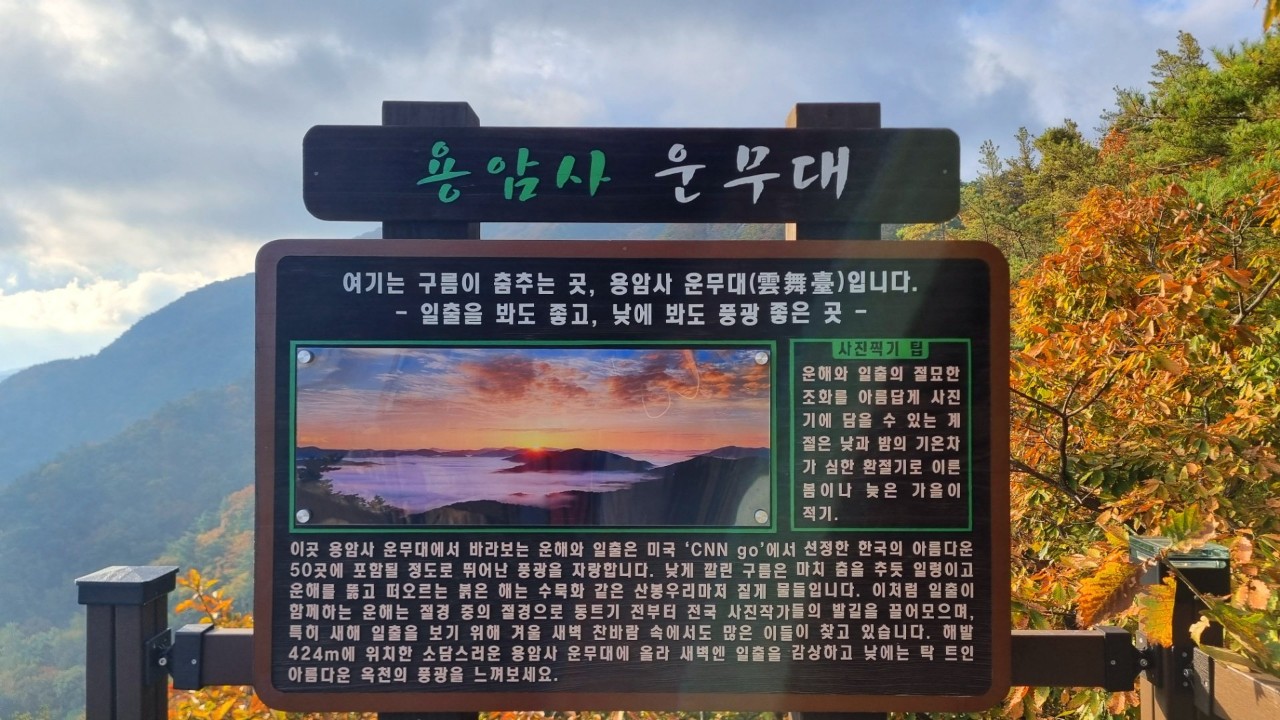 용암사 운무대
여기는 구름이 춤추는 곳, 용암사 운무대(雲舞臺)입니다.
- 일출을 봐도 좋고, 낮에 봐도 풍광 좋은 곳 -
사진찍기 팁
운해와 일출의 절묘한
조화를 아름답게 사진
기에 담을 수 있는 계
절은 낮과 밤의 기온차
가 심한 환절기로 이른
봄이나 늦은 가을이
적기.
이곳 용암사 운무대에서 바라보는 운해와 일출은 미국 ‘CNN go’에서 선정한 한국의 아름다운
50곳에 포함될 정도로 뛰어난 풍광을 자랑합니다. 낮게 깔린 구름은 마치 춤을 추듯 일렁이고
운해를 뚫고 떠오르는 붉은 해는 수묵화 같은 산봉우리마저 짙게 물들입니다. 이처럼 일출이
함께하는 운해는 절경 중의 절경으로 동트기 전부터 전국 사진작가들의 발길을 끌어모으며,
특히 새해 일출을 보기 위해 겨울 새벽 찬바람 속에서도 많은 이들이 찾고 있습니다. 해발
424m에 위치한 소담스러운 용암사 운무대에 올라 새벽엔 일출을 감상하고 낮에는 탁 트인
아름다운 옥천의 풍광을 느껴보세요.